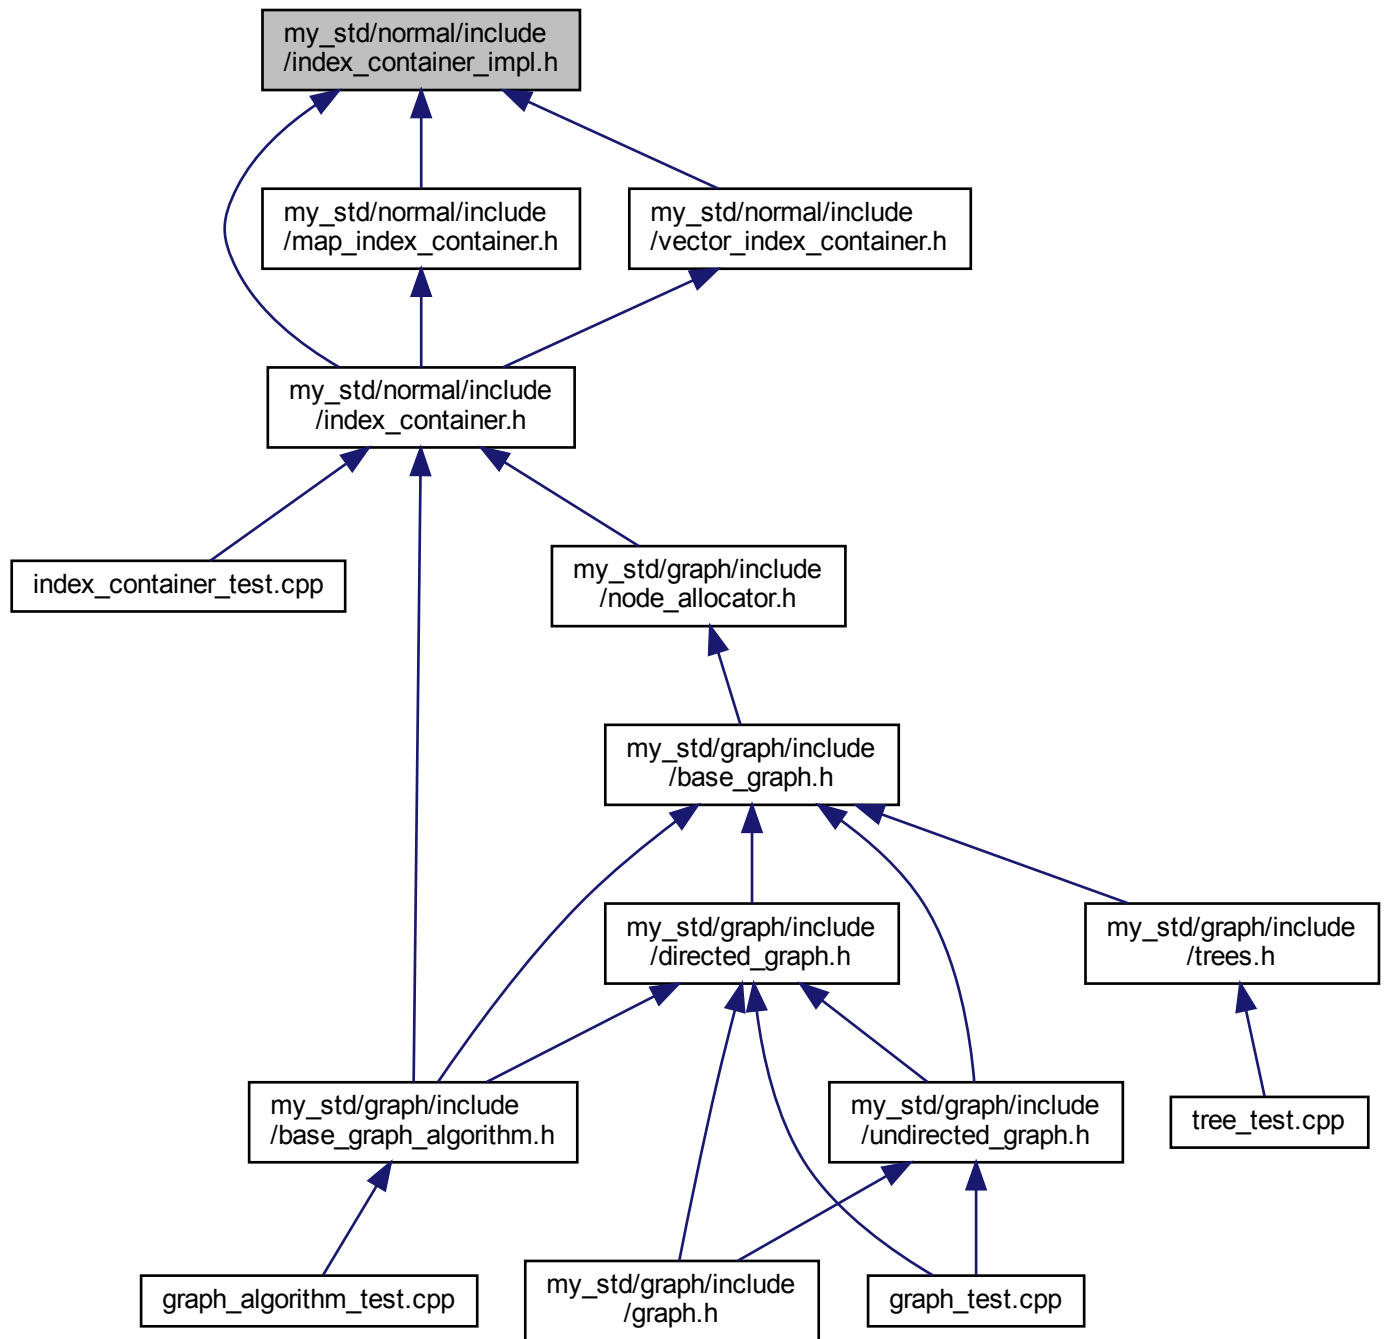 my_std/normal/include
/index_container_impl.h
my_std/normal/include
/map_index_container.h
my_std/normal/include
/vector_index_container.h
my_std/normal/include
/index_container.h
index_container_test.cpp
my_std/graph/include
/node_allocator.h
my_std/graph/include
/base_graph.h
my_std/graph/include
/directed_graph.h
my_std/graph/include
/trees.h
my_std/graph/include
/base_graph_algorithm.h
my_std/graph/include
/undirected_graph.h
tree_test.cpp
graph_algorithm_test.cpp
my_std/graph/include
/graph.h
graph_test.cpp